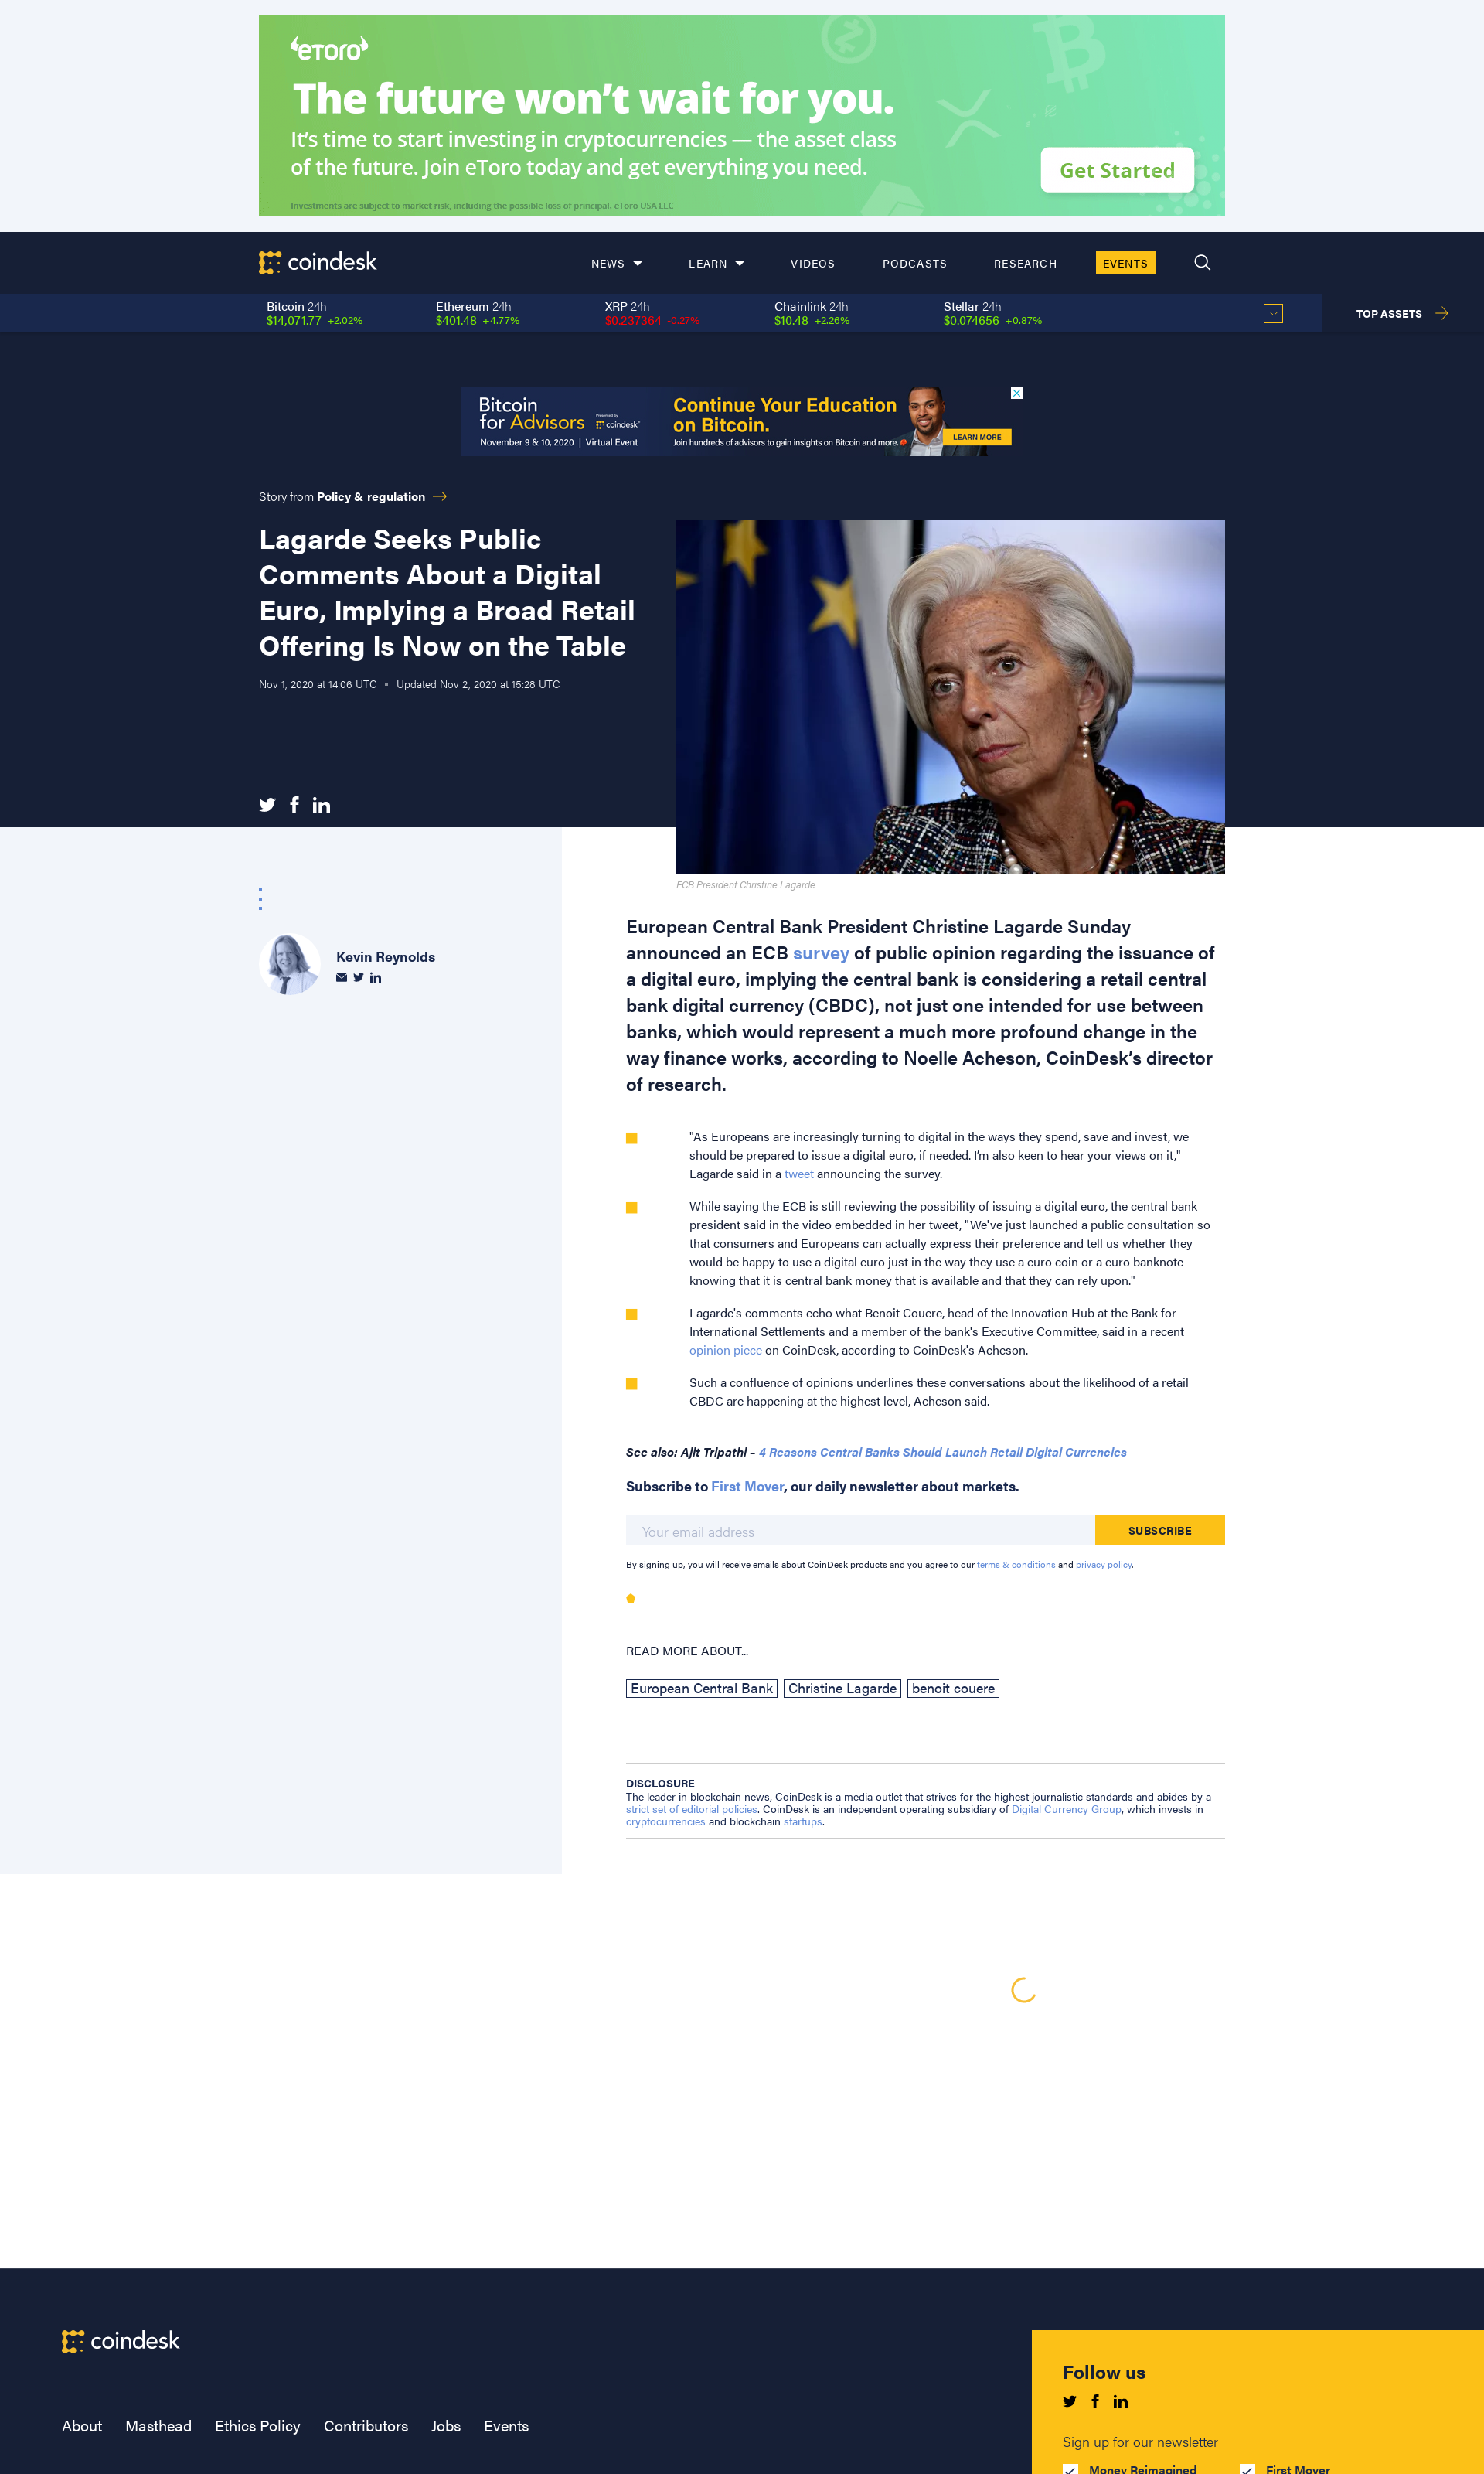 eToro
The future won't wait for you.
It's time to start investing in cryptocurrencies — the asset class
of the future. Join eToro today and get everything you need.
Get Started
Investments are subject to market risk, including the possible loss of principal. eToro USA LLC
coindesk
NEWS LEARN VIDEOS PODCASTS RESEARCH EVENTS
Bitcoin 24h Ethereum 24h XRP 24h Chainlink 24h Stellar 24h
$14,071.77 +2.02% $401.48 +4.77% $0.237364 -0.27% $10.48 +2.26% $0.074656 +0.87%
TOP ASSETS
Bitcoin
for Advisors
Presented by
coindesk
November 9 & 10, 2020 | Virtual Event
Continue Your Education
on Bitcoin.
Join hundreds of advisors to gain insights on Bitcoin and more.
LEARN MORE
Story from Policy & regulation
Lagarde Seeks Public
Comments About a Digital
Euro, Implying a Broad Retail
Offering Is Now on the Table
Nov 1, 2020 at 14:06 UTC Updated Nov 2, 2020 at 15:28 UTC
ECB President Christine Lagarde
Kevin Reynolds
European Central Bank President Christine Lagarde Sunday
announced an ECB survey of public opinion regarding the issuance of
a digital euro, implying the central bank is considering a retail central
bank digital currency (CBDC), not just one intended for use between
banks, which would represent a much more profound change in the
way finance works, according to Noelle Acheson, CoinDesk's director
of research.
"As Europeans are increasingly turning to digital in the ways they spend, save and invest, we
should be prepared to issue a digital euro, if needed. I'm also keen to hear your views on it,"
Lagarde said in a tweet announcing the survey.
While saying the ECB is still reviewing the possibility of issuing a digital euro, the central bank
president said in the video embedded in her tweet, "We've just launched a public consultation so
that consumers and Europeans can actually express their preference and tell us whether they
would be happy to use a digital euro just in the way they use a euro coin or a euro banknote
knowing that it is central bank money that is available and that they can rely upon."
Lagarde's comments echo what Benoit Couere, head of the Innovation Hub at the Bank for
International Settlements and a member of the bank's Executive Committee, said in a recent
opinion piece on CoinDesk, according to CoinDesk's Acheson.
Such a confluence of opinions underlines these conversations about the likelihood of a retail
CBDC are happening at the highest level, Acheson said.
See also: Ajit Tripathi – 4 Reasons Central Banks Should Launch Retail Digital Currencies
Subscribe to First Mover, our daily newsletter about markets.
Your email address SUBSCRIBE
By signing up, you will receive emails about CoinDesk products and you agree to our terms & conditions and privacy policy.
READ MORE ABOUT...
European Central Bank Christine Lagarde benoit couere
DISCLOSURE
The leader in blockchain news, CoinDesk is a media outlet that strives for the highest journalistic standards and abides by a
strict set of editorial policies. CoinDesk is an independent operating subsidiary of Digital Currency Group, which invests in
cryptocurrencies and blockchain startups.
coindesk
About Masthead Ethics Policy Contributors Jobs Events
Follow us
Sign up for our newsletter
Money Reimagined First Mover